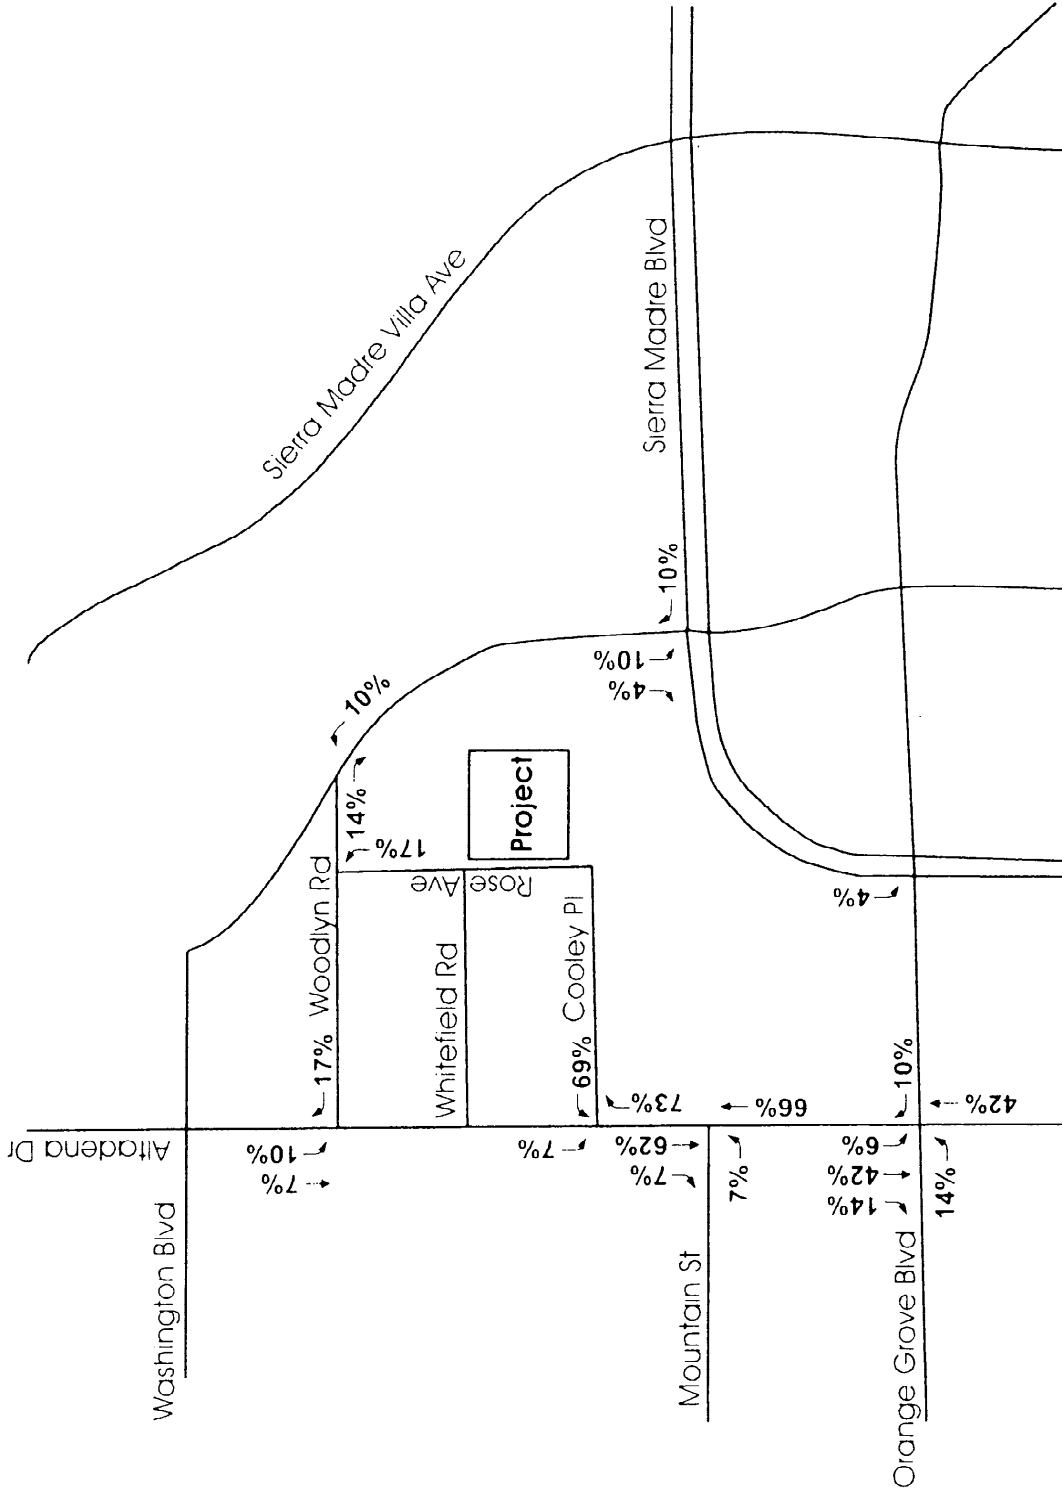 Sierra Madre Villa Ave
Sierra Madre Blvd
10%
10%
4%
10%
14%
17%
Project
Rose
Ave
17% Woodlyn Rd
Whitefield Rd
69% Cooley Pl
4%
Altadena Dr
10%
7%
7%
73%
62%
7%
66%
7%
10%
6%
42%
14%
42%
14%
Washington Blvd
Mountain St
Orange Grove Blvd